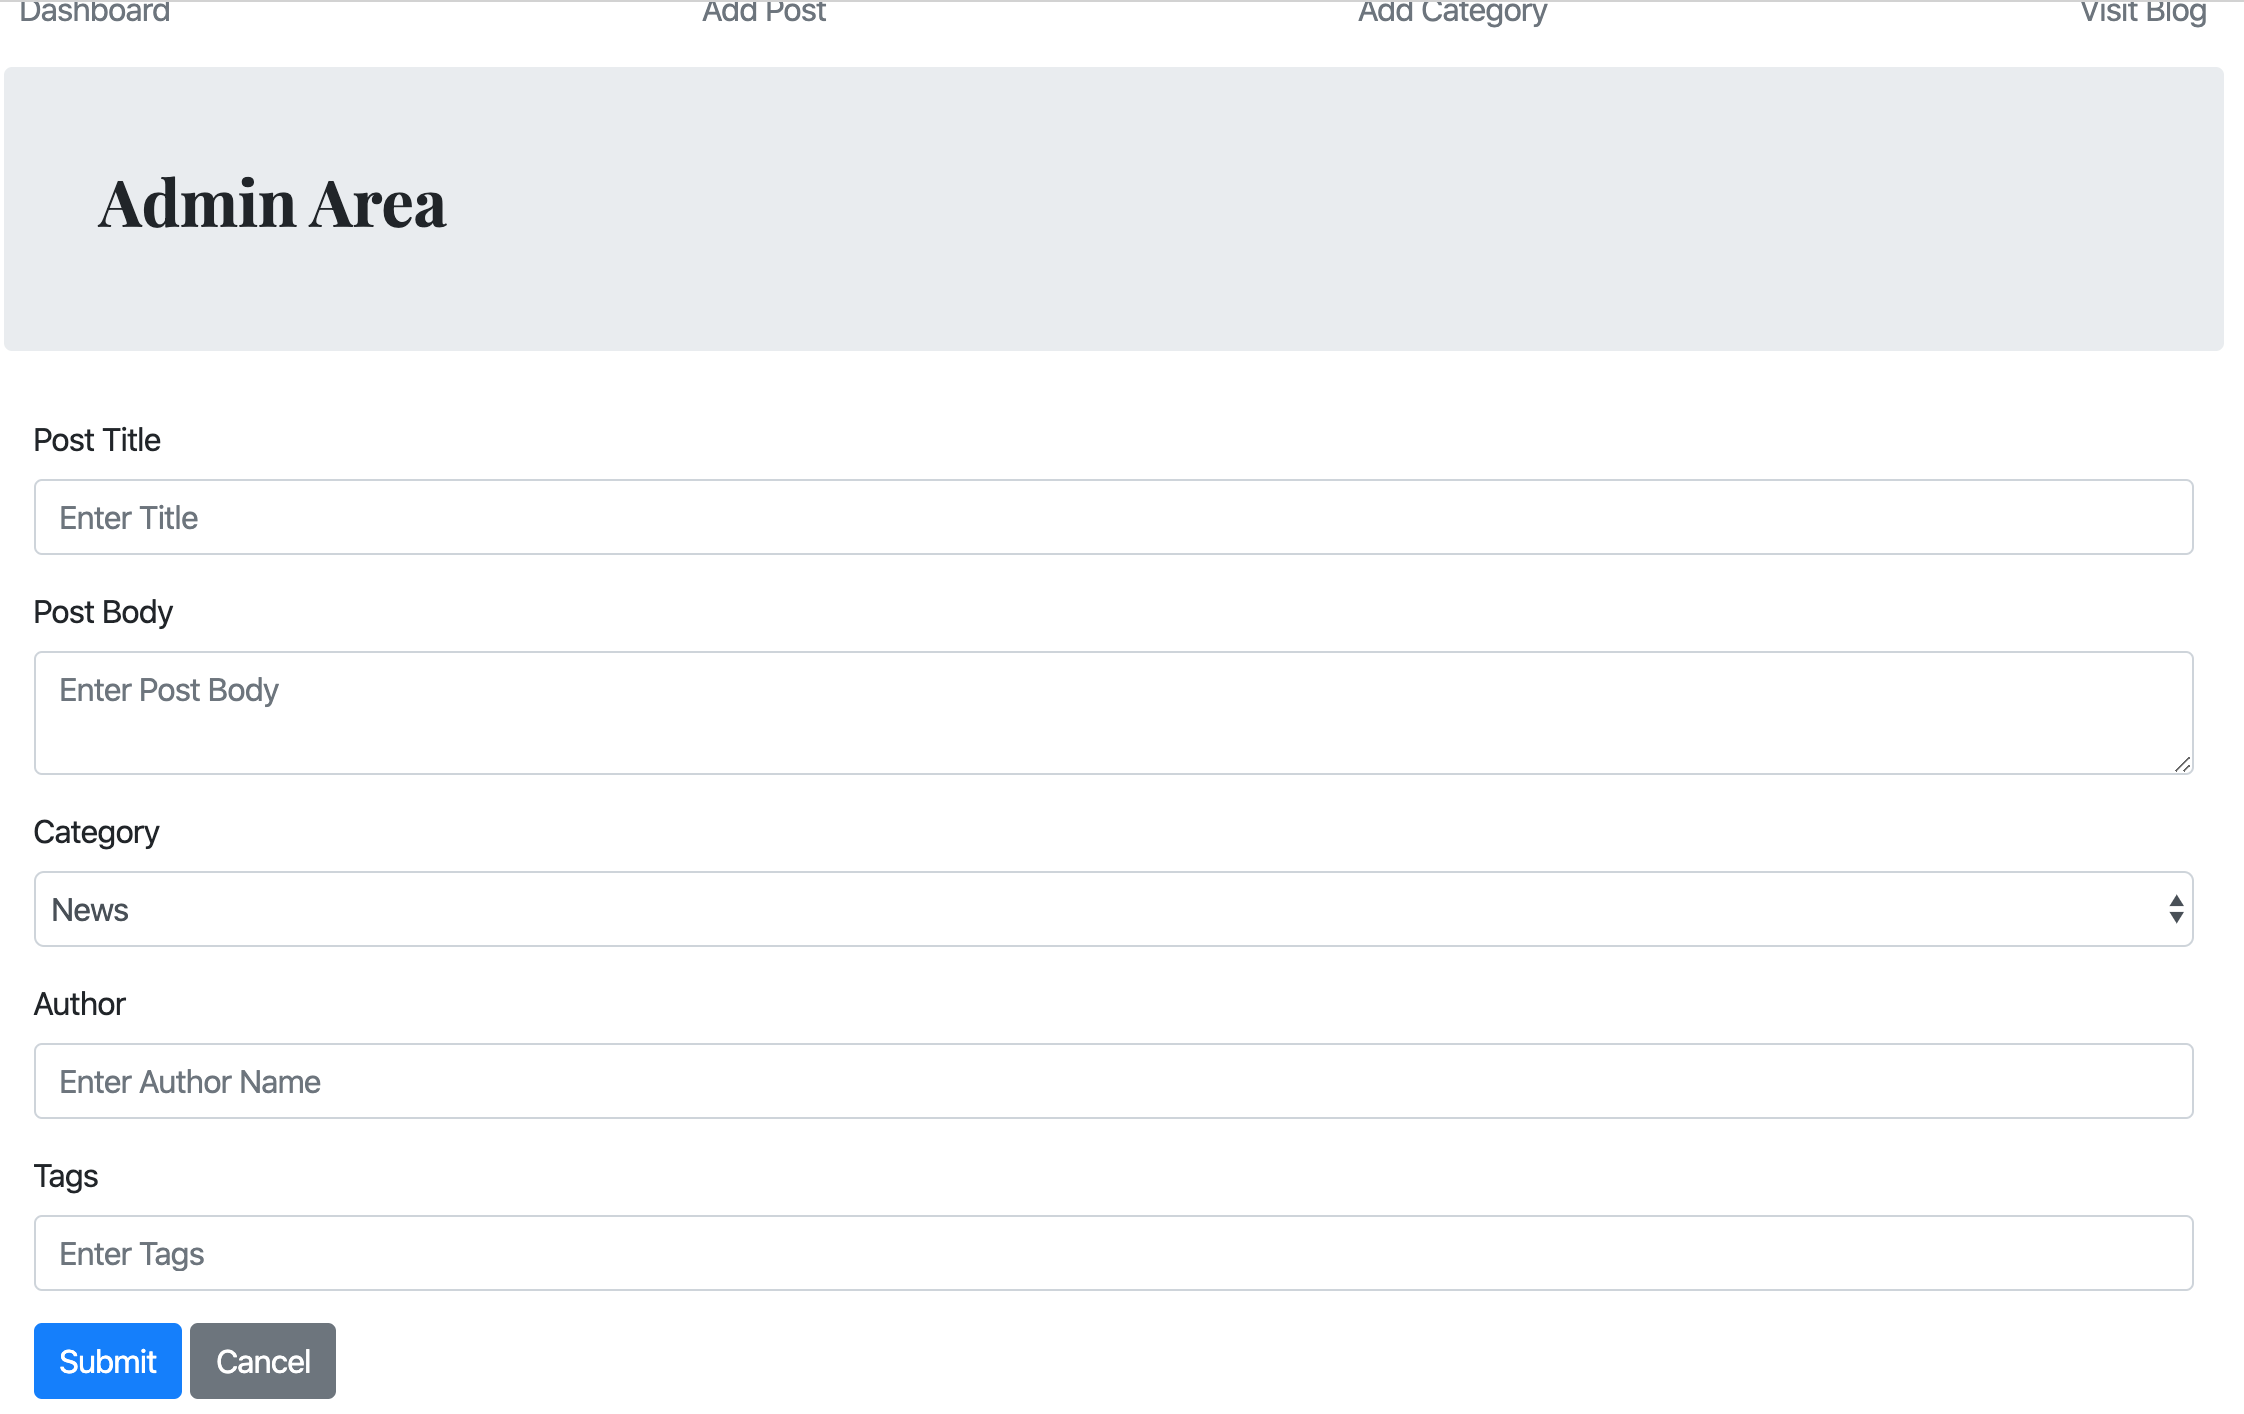 Dashboard Add Post Add Category Visit Blog
Admin Area
Post Title
Enter Title
Post Body
Enter Post Body
Category
News
Author
Enter Author Name
Tags
Enter Tags
Submit Cancel